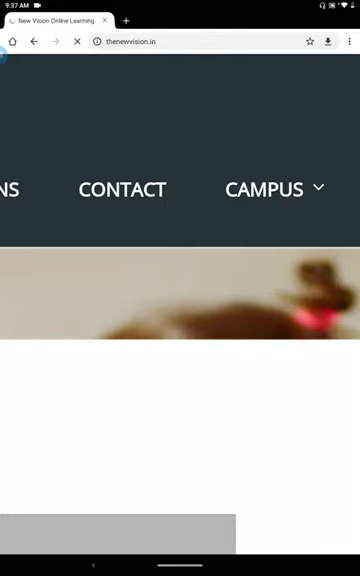 9:37 AM
New Vision Online Learning
thenewvision.in
NS CONTACT CAMPUS